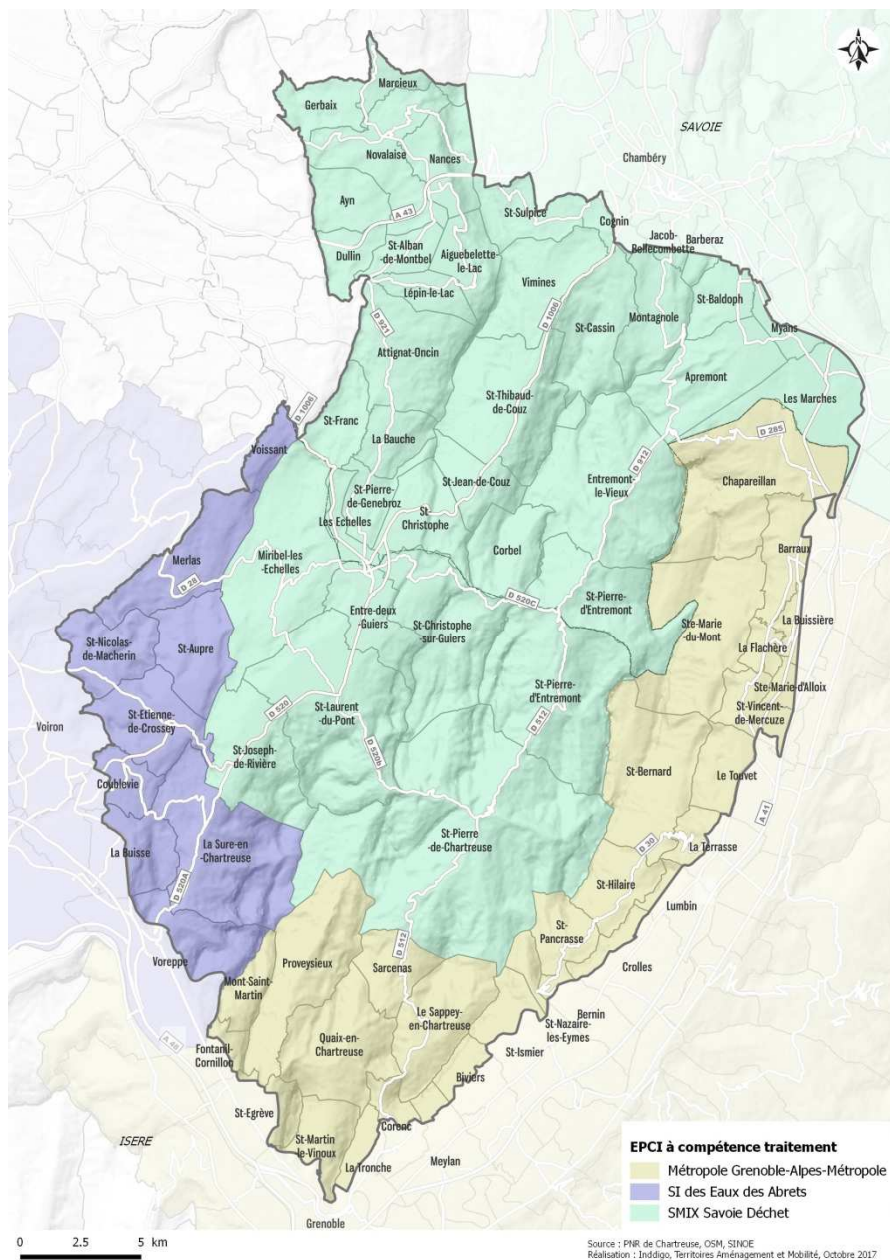 N
Marcieux
Gerbaix
SAVOIE
Novalaise
Nances
Chambéry
Ayn
A 43
St-Sulpice
Cognin
Jacob-
Bellecombette
Barberaz
St-Alban
-de-Montbel
Aiguebelette-
le-Lac
Dullin
Vimines
Lépin-le-Lac
St-Baldoph
Montagnole
D 921
D 1006
St-Cassin
Myans
Attignat-Oncin
Apremont
St-Thibaud-
de-Couz
Les Marches
D 1006
St-Franc
D 285
Voissant
La Bauche
D 912
Chapareillan
St-Pierre-
de-Genebroz
St-Jean-de-Couz
Entremont
-le-Vieux
Les Echelles
St-
Christophe
Corbel
Barraux
Merlas
Miribel-les
-Echelles
D 28
D 520C
St-Pierre-
d'Entremont
La Buissière
Entre-deux
-Guiers
St-Christophe
-sur-Guiers
Ste-Marie
-du-Mont
St-Nicolas-
de-Macherin
St-Aupre
La Flachère
Ste-Marie-d'Alloix
St-Pierre-
d'Entremont
St-Vincent-
de-Mercuze
Voiron
St-Etienne-
de-Crossey
D 520
St-Laurent
-du-Pont
D 512
St-Joseph-
de-Rivière
D 520b
St-Bernard
Le Touvet
Coublevie
A 41
St-Pierre
-de-Chartreuse
La Buisse
La Sure-en
-Chartreuse
La Terrasse
D 30
D 520A
St-Hilaire
Lumbin
St-
Pancrasse
D 512
Voreppe
Proveysieux
Sarcenas
Crolles
Mont-Saint-
Martin
Le Sappey-
en-Chartreuse
Bernin
St-Nazaire-
les-Eymes
A 48
Quaix-en-
Chartreuse
St-Ismier
Fontanil-
Cornillon
Biviers
St-Egrève
Corenc
ISERE
St-Martin
-le-Vinoux
La Tronche
Meylan
Grenoble
EPCI à compétence traitement
Métropole Grenoble-Alpes-Métropole
SI des Eaux des Abrets
SMIX Savoie Déchet
0 2.5 5 km
Source : PNR de Chartreuse, OSM, SINOE
Réalisation : Inddigo, Territoires Aménagement et Mobilité, Octobre 2017